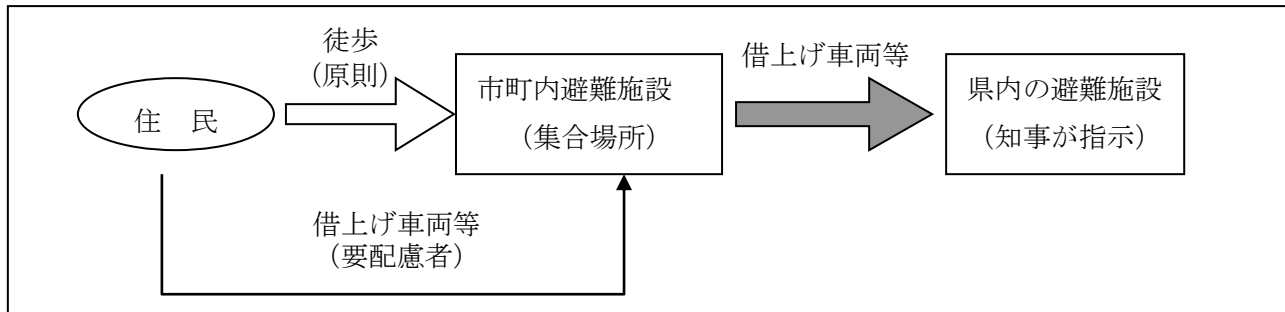 徒歩
(原則)
住　民
市町内避難施設
（集合場所）
借上げ車両等
県内の避難施設
（知事が指示）
借上げ車両等
（要配慮者）